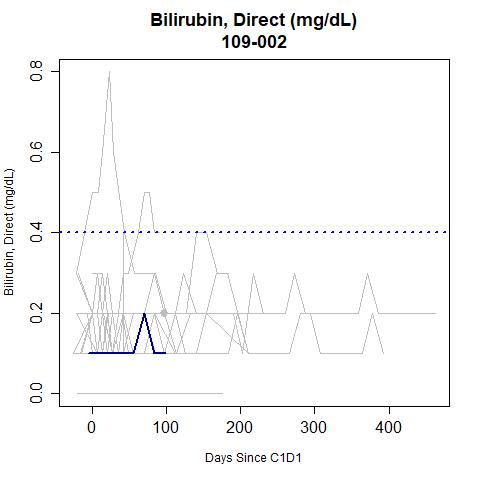 Bilirubin, Direct (mg/dL)
109-002
Bilirubin, Direct (mg/dL)
0.8
0.6
0.4
0.2
0.0
0 100 200 300 400
Days Since C1D1